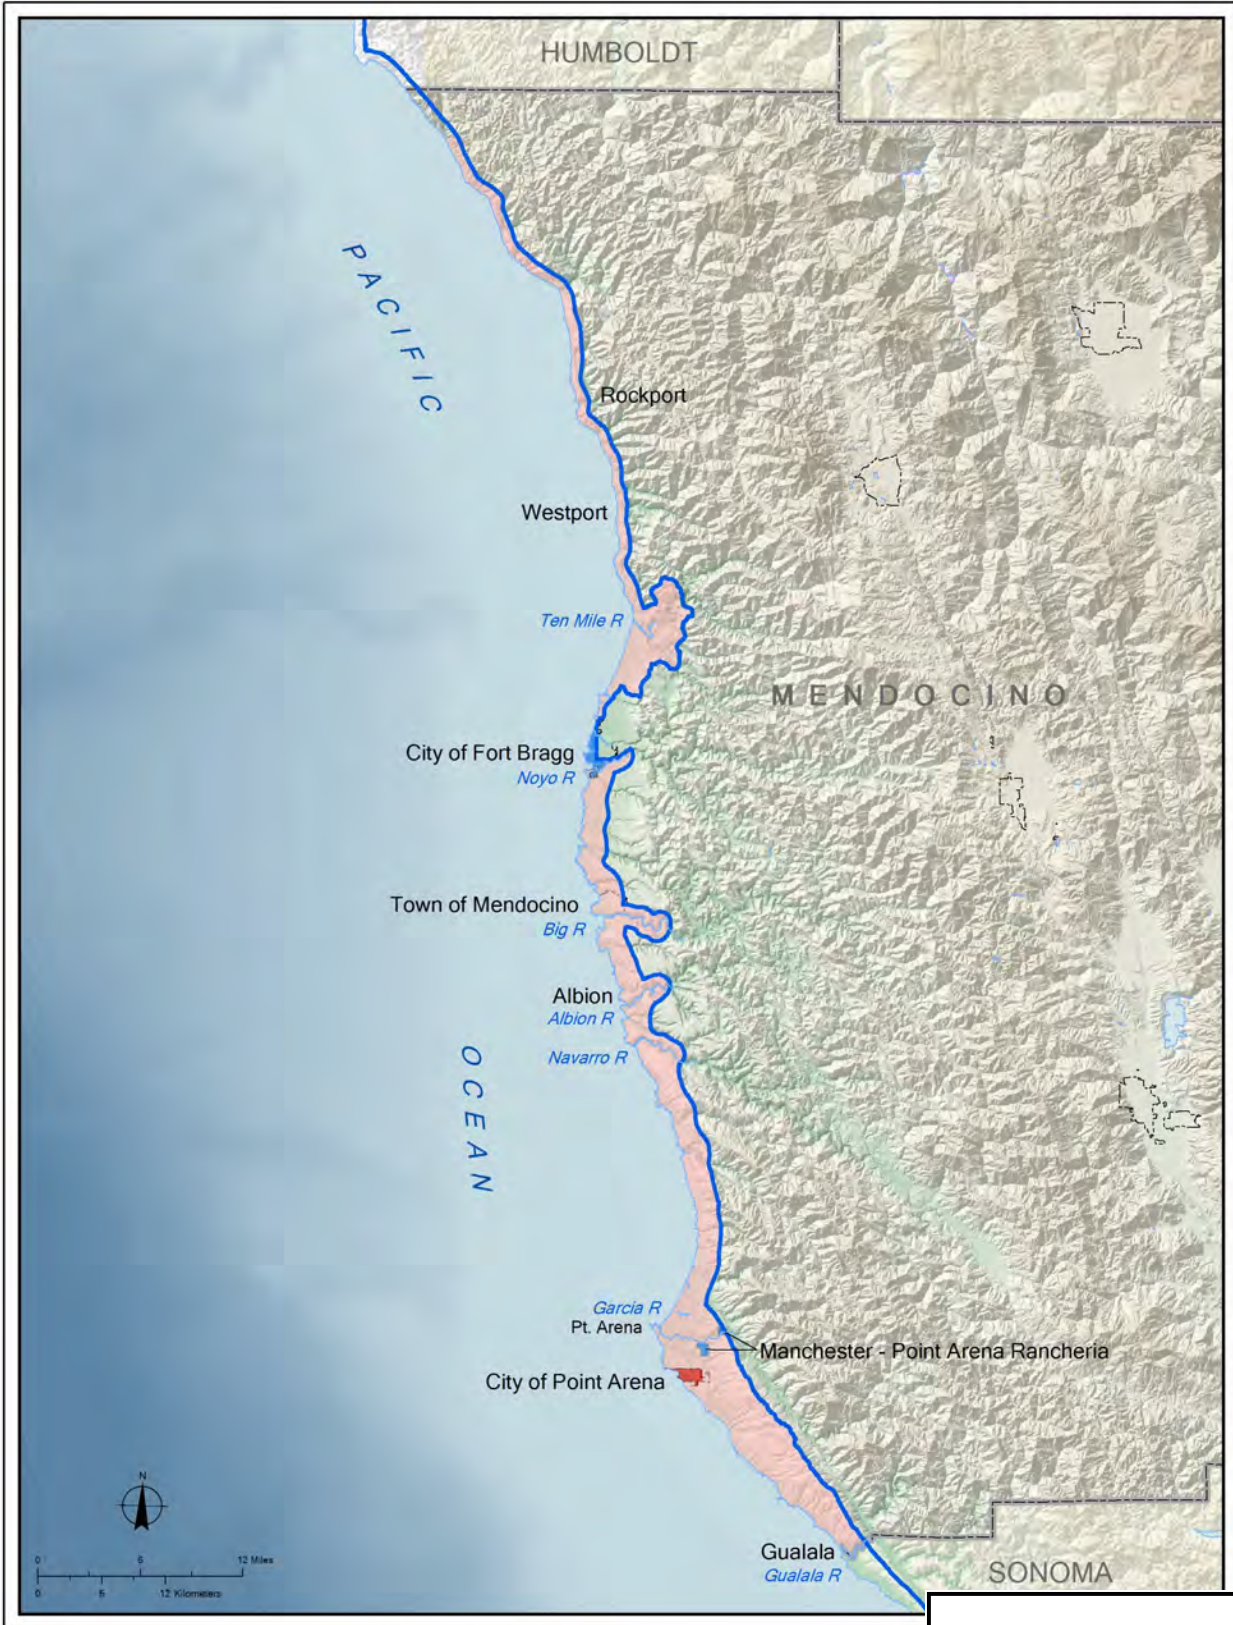 HUMBOLDT
PACIFIC
Rockport
Westport
Ten Mile R
MENDOCINO
City of Fort Bragg
Noyo R
Town of Mendocino
Big R
Albion
Albion R
Navarro R
OCEAN
Garcia R
Pt. Arena
Manchester - Point Arena Rancheria
City of Point Arena
N
Gualala
Gualala R
SONOMA
0 6 12 Miles
0 6 12 Kilometers